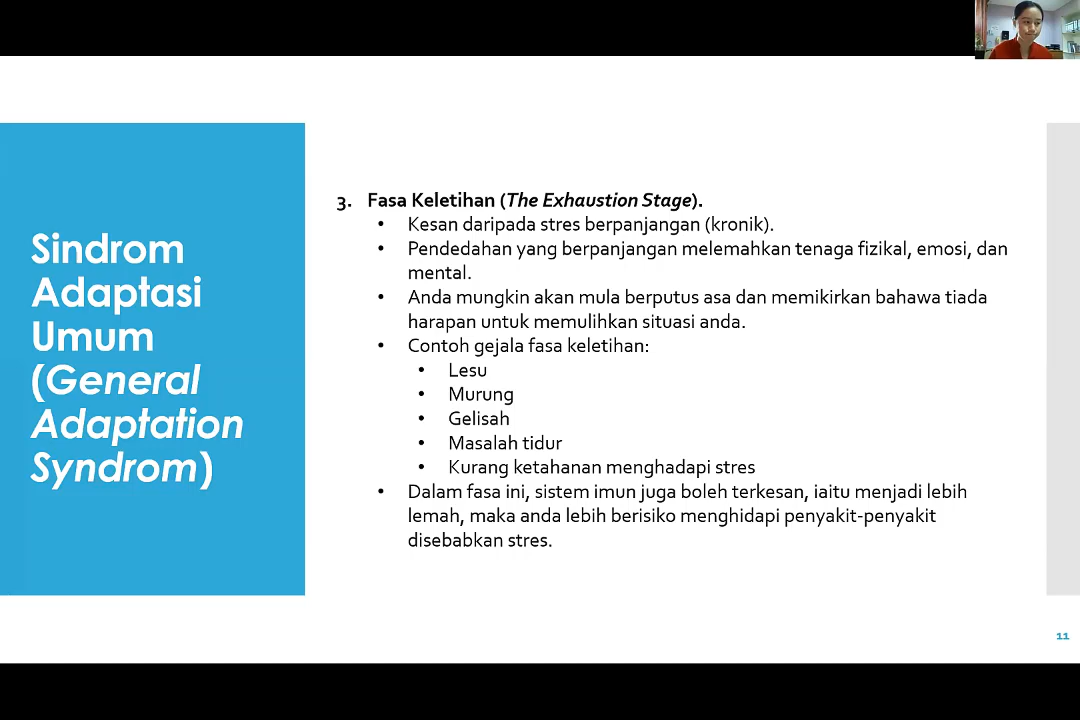 Sindrom
Adaptasi
Umum
(General
Adaptation
Syndrom)
3. Fasa Keletihan (The Exhaustion Stage).
• Kesan daripada stres berpanjangan (kronik).
• Pendedahan yang berpanjangan melemahkan tenaga fizikal, emosi, dan
mental.
• Anda mungkin akan mula berputus asa dan memikirkan bahawa tiada
harapan untuk memulihkan situasi anda.
• Contoh gejala fasa keletihan:
• Lesu
• Murung
• Gelisah
• Masalah tidur
• Kurang ketahanan menghadapi stres
• Dalam fasa ini, sistem imun juga boleh terkesan, iaitu menjadi lebih
lemah, maka anda lebih berisiko menghidapi penyakit-penyakit
disebabkan stres.
11